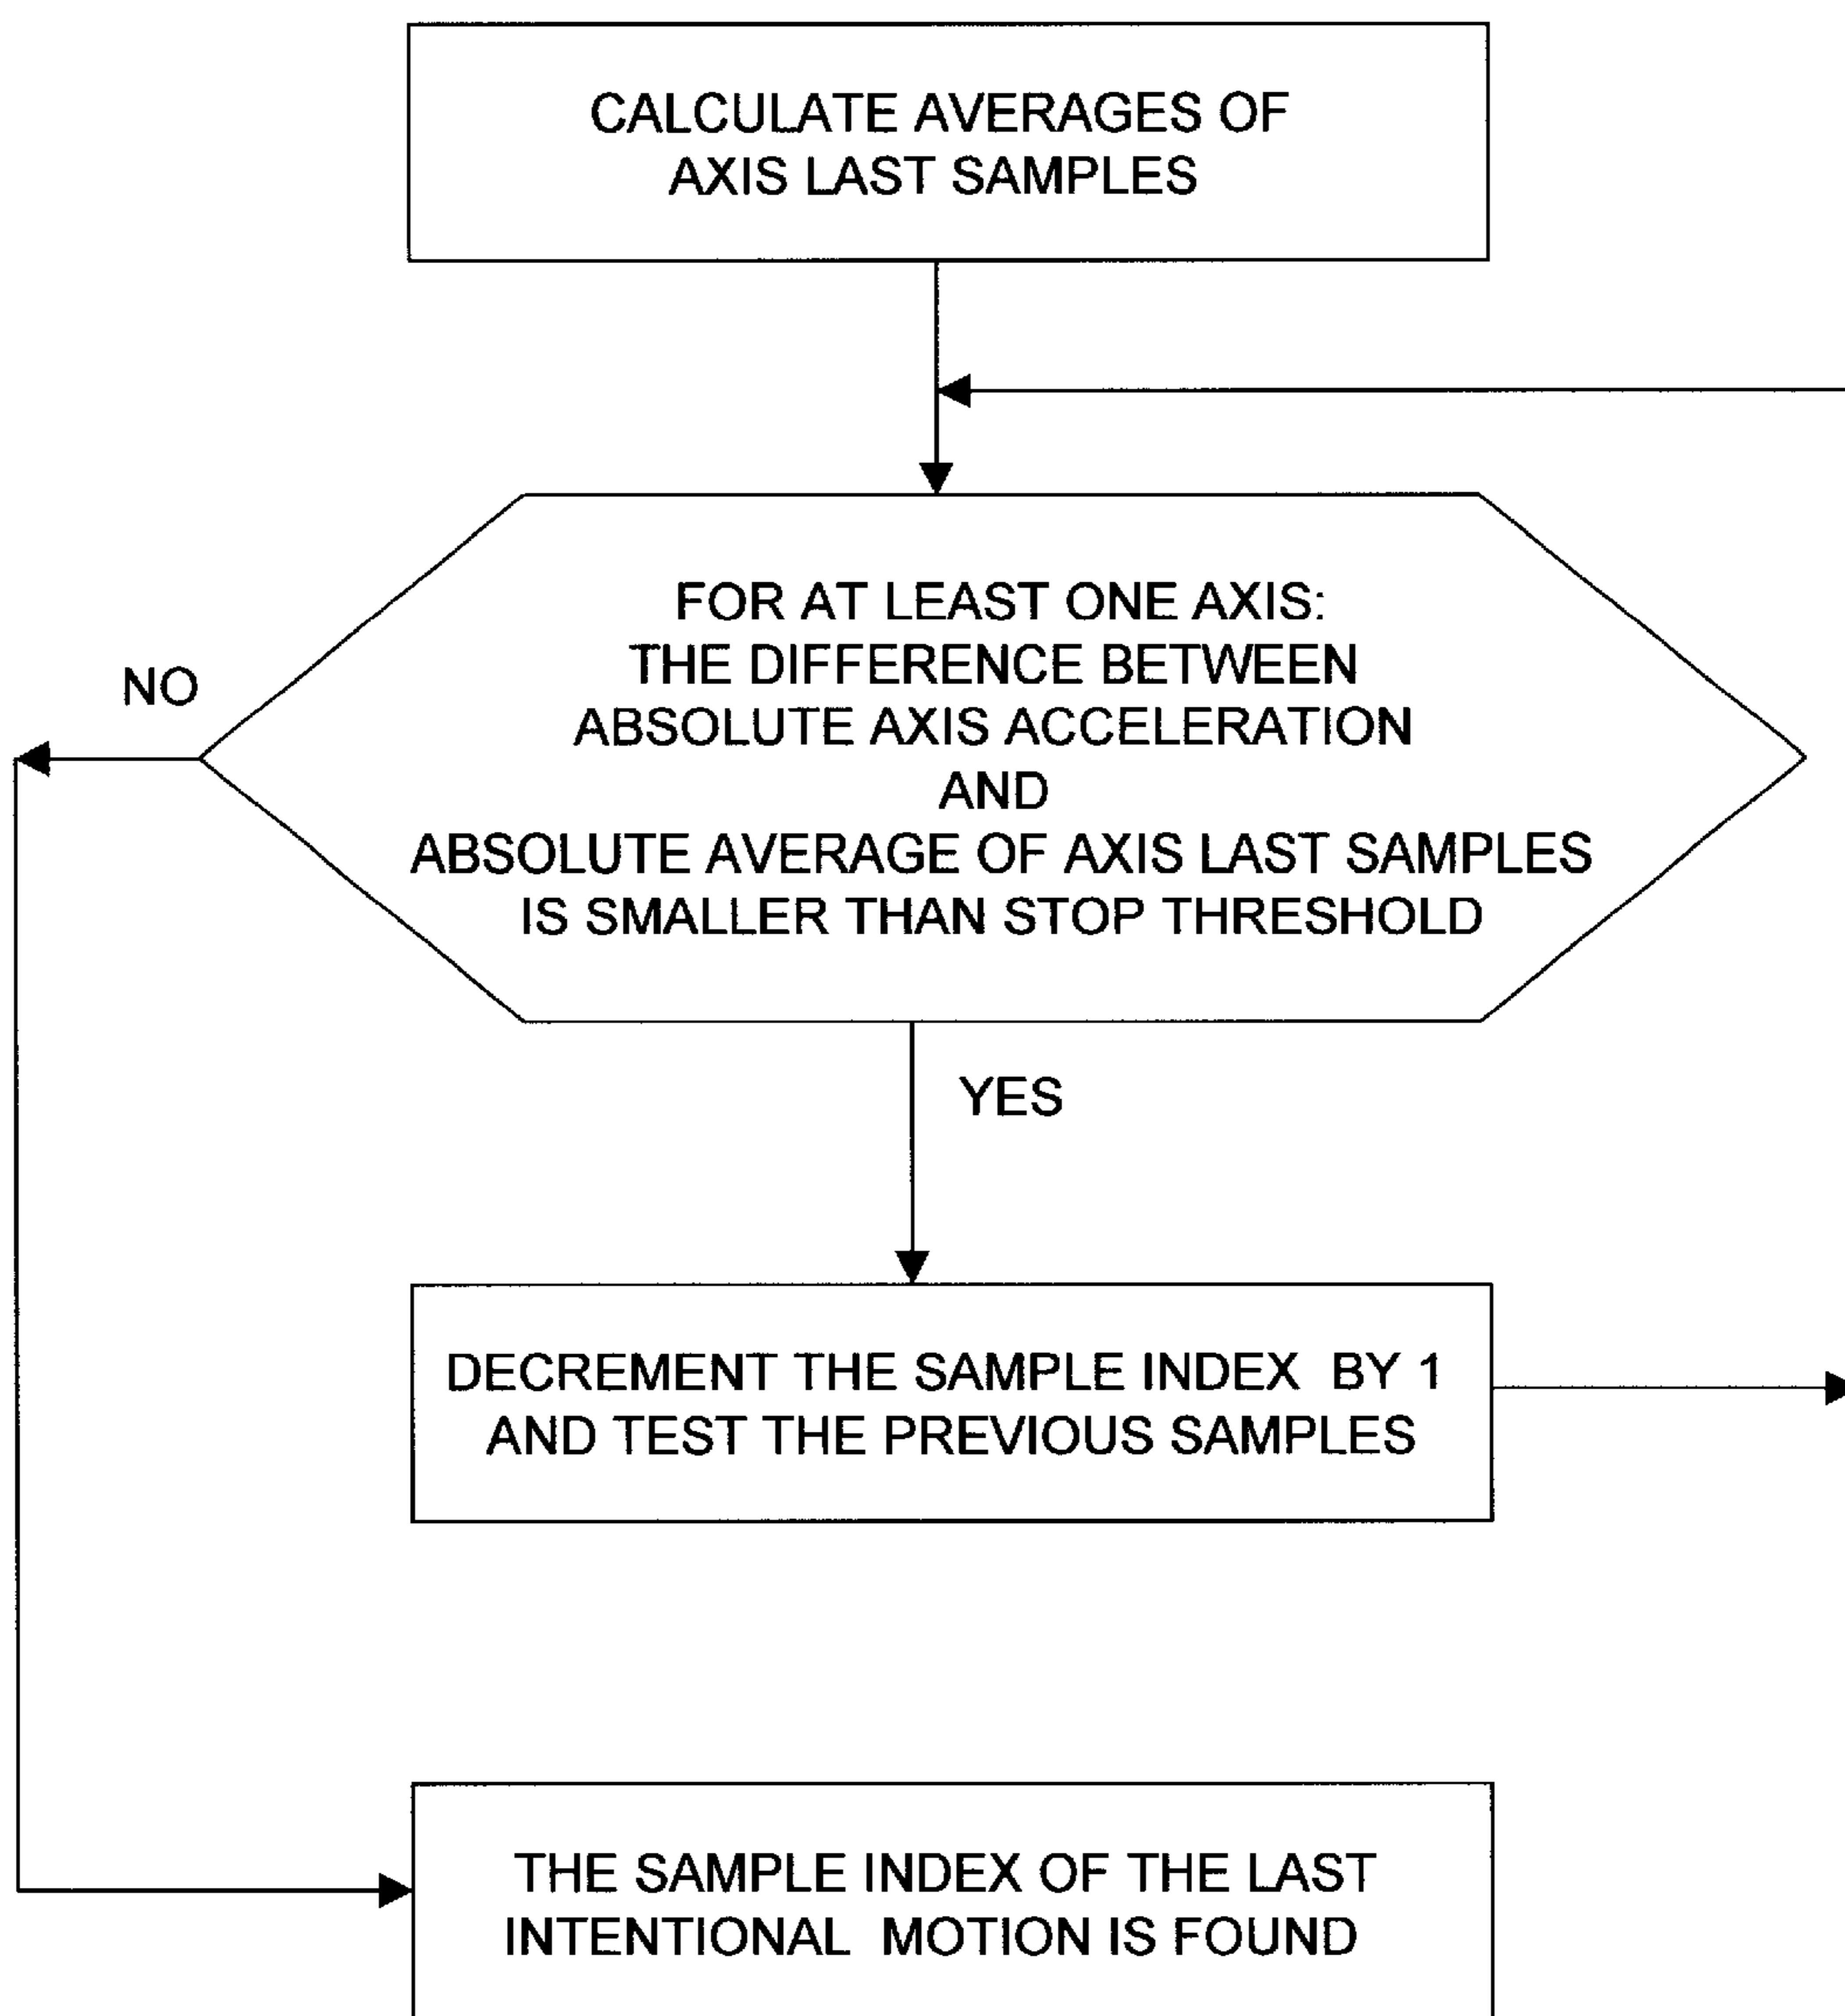 CALCULATE AVERAGES OF
AXIS LAST SAMPLES
FOR AT LEAST ONE AXIS:
THE DIFFERENCE BETWEEN
ABSOLUTE AXIS ACCELERATION
AND
ABSOLUTE AVERAGE OF AXIS LAST SAMPLES
IS SMALLER THAN STOP THRESHOLD
NO
YES
DECREMENT THE SAMPLE INDEX BY 1
AND TEST THE PREVIOUS SAMPLES
THE SAMPLE INDEX OF THE LAST
INTENTIONAL MOTION IS FOUND